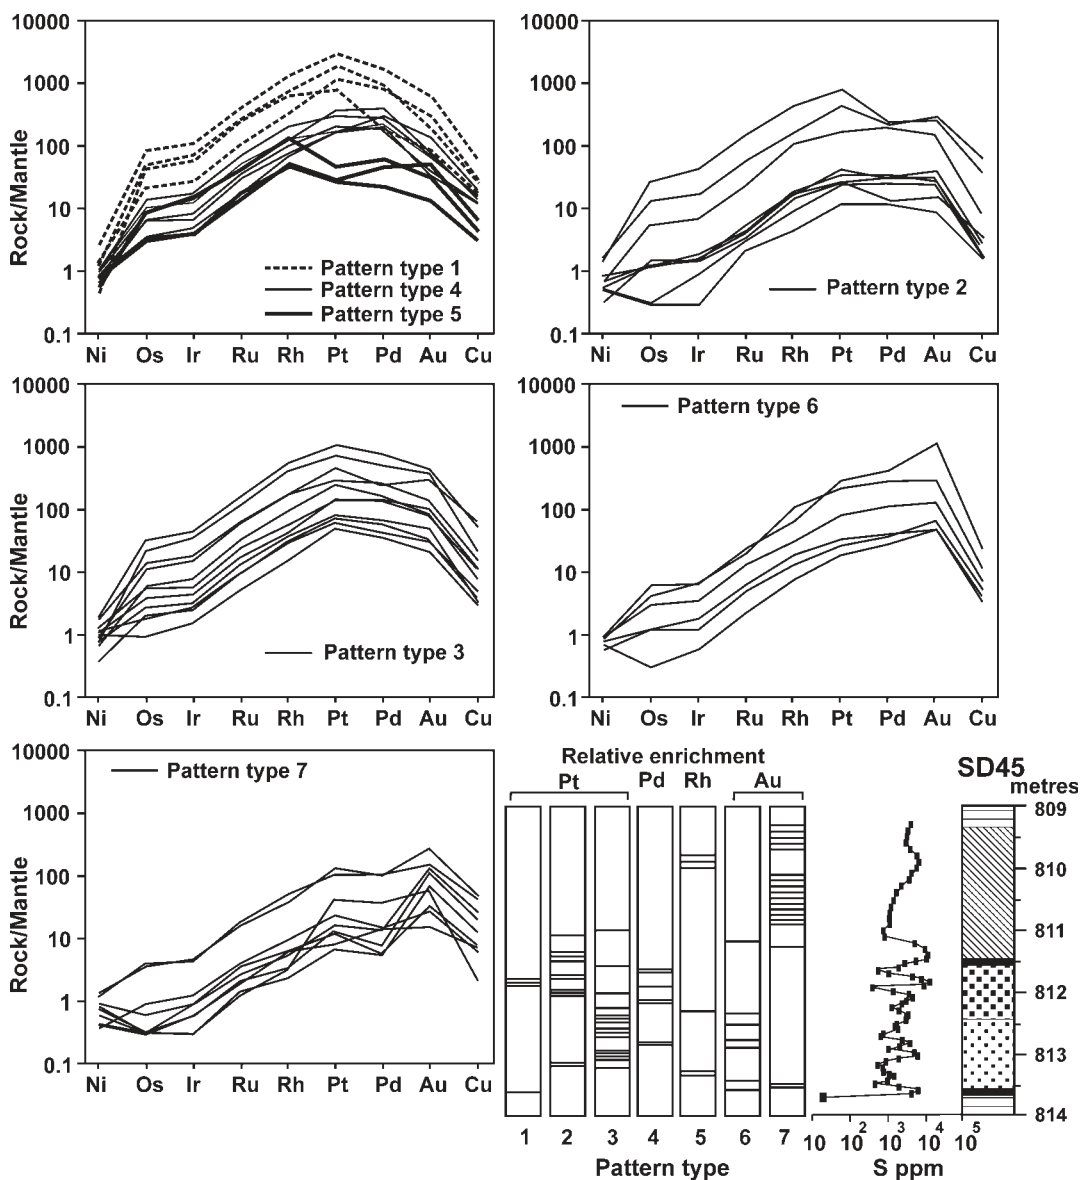 10000
1000
100
10
1
0.1
Rock/Mantle
Pattern type 1
Pattern type 4
Pattern type 5
Ni Os Ir Ru Rh Pt Pd Au Cu
10000
1000
100
10
1
0.1
Pattern type 2
Ni Os Ir Ru Rh Pt Pd Au Cu
10000
1000
100
10
1
0.1
Rock/Mantle
Pattern type 3
Ni Os Ir Ru Rh Pt Pd Au Cu
10000
1000
100
10
1
0.1
Pattern type 6
Ni Os Ir Ru Rh Pt Pd Au Cu
10000
1000
100
10
1
0.1
Rock/Mantle
Pattern type 7
Ni Os Ir Ru Rh Pt Pd Au Cu
Relative enrichment
Pt Pd Rh Au
1 2 3 4 5 6 7
Pattern type
10 10² 10³ 10⁴ 10⁵
S ppm
SD45
metres
809
810
811
812
813
814